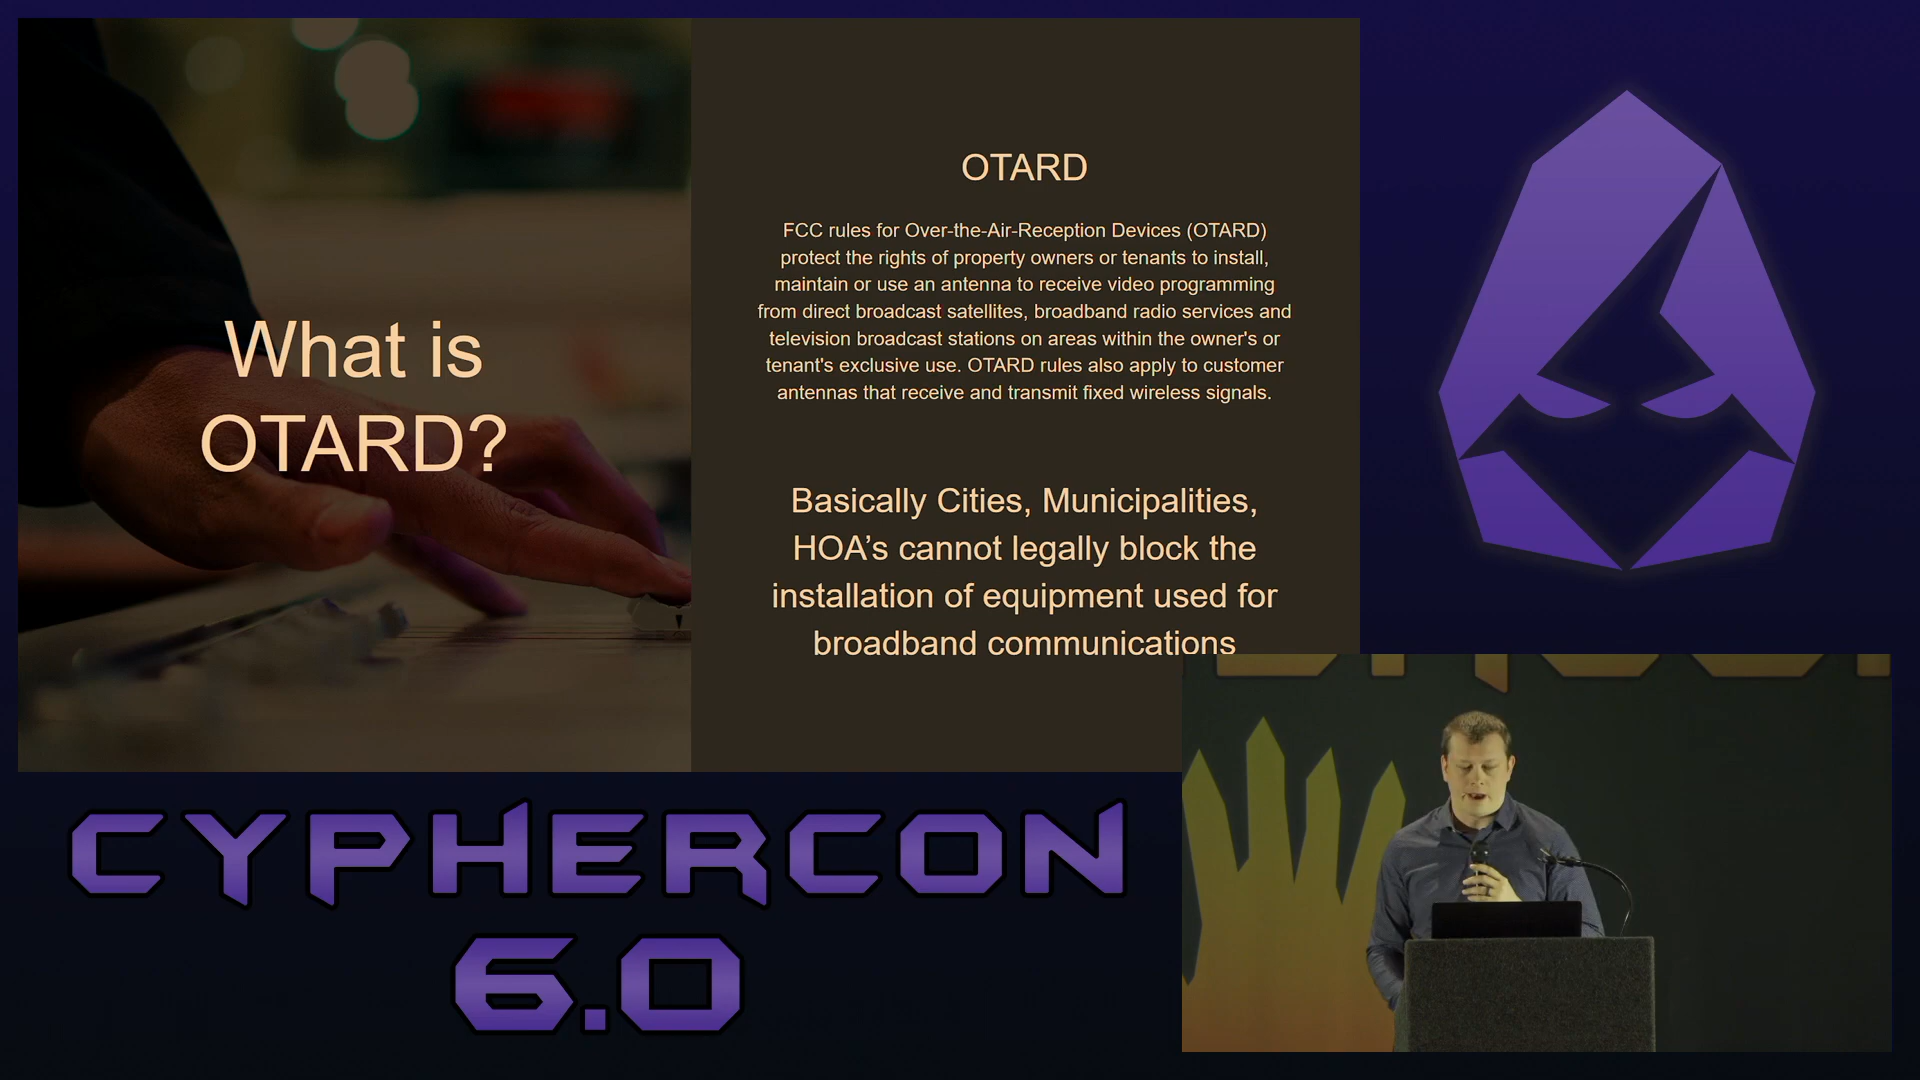 What is
OTARD?
OTARD
FCC rules for Over-the-Air-Reception Devices (OTARD)
protect the rights of property owners or tenants to install,
maintain or use an antenna to receive video programming
from direct broadcast satellites, broadband radio services and
television broadcast stations on areas within the owner's or
tenant's exclusive use. OTARD rules also apply to customer
antennas that receive and transmit fixed wireless signals.
Basically Cities, Municipalities,
HOA’s cannot legally block the
installation of equipment used for
broadband communications
CYPHERCON
6.0